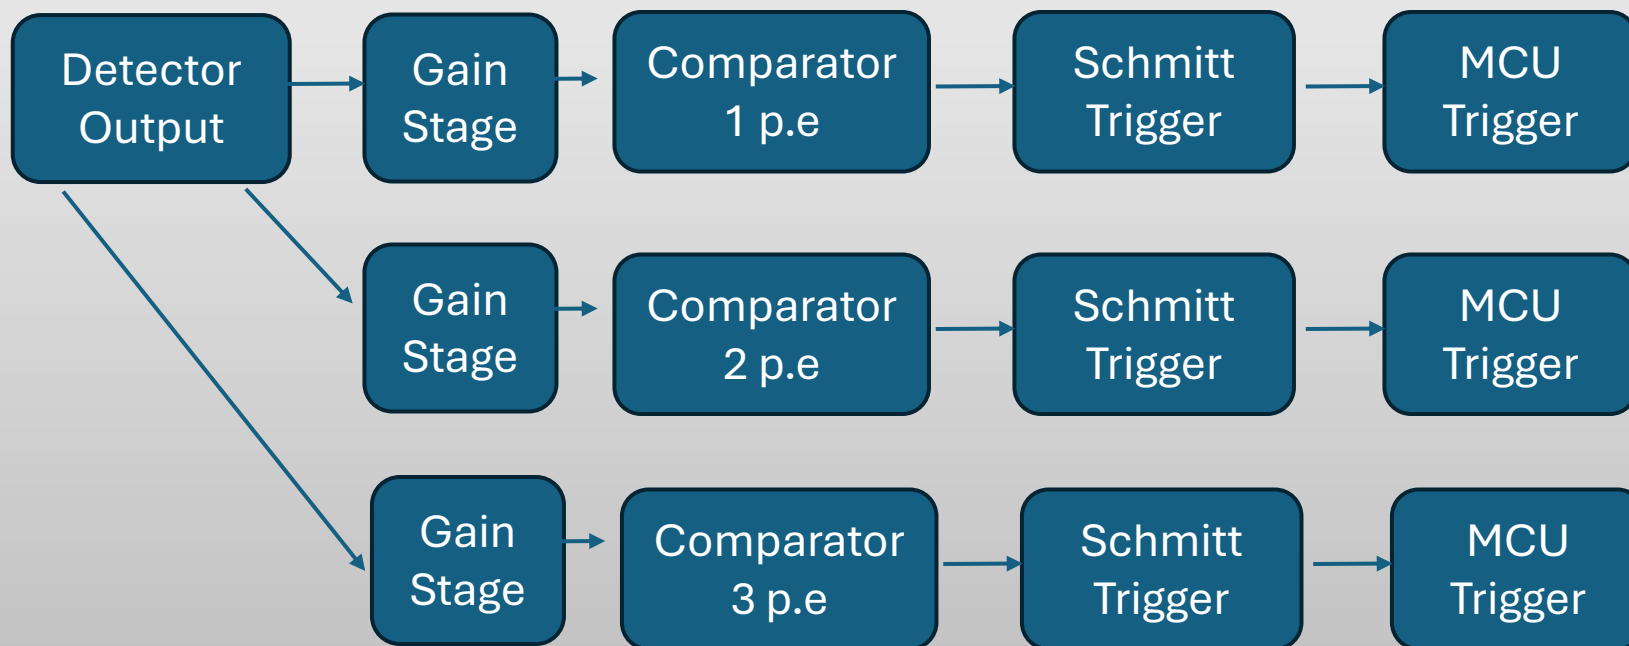 Detector
Output
Gain
Stage
Comparator
1 p.e
Schmitt
Trigger
MCU
Trigger
Gain
Stage
Comparator
2 p.e
Schmitt
Trigger
MCU
Trigger
Gain
Stage
Comparator
3 p.e
Schmitt
Trigger
MCU
Trigger